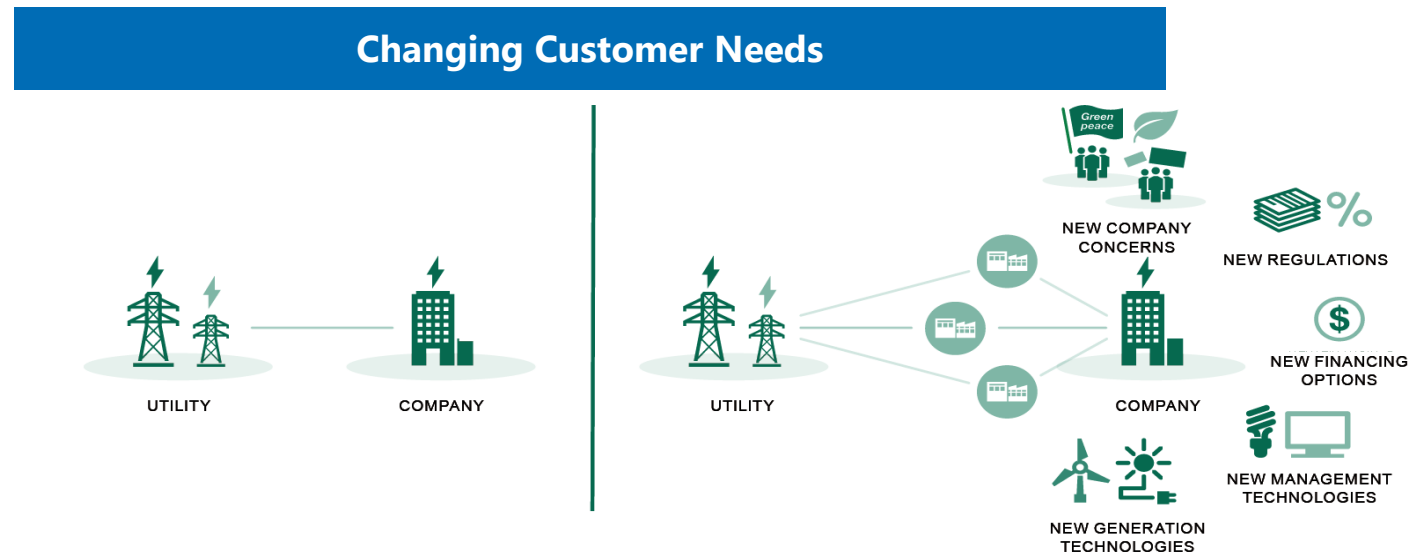 Changing Customer Needs
UTILITY
COMPANY
UTILITY
COMPANY
Green
peace
NEW COMPANY
CONCERNS
%
NEW REGULATIONS
$
NEW FINANCING
OPTIONS
NEW MANAGEMENT
TECHNOLOGIES
NEW GENERATION
TECHNOLOGIES